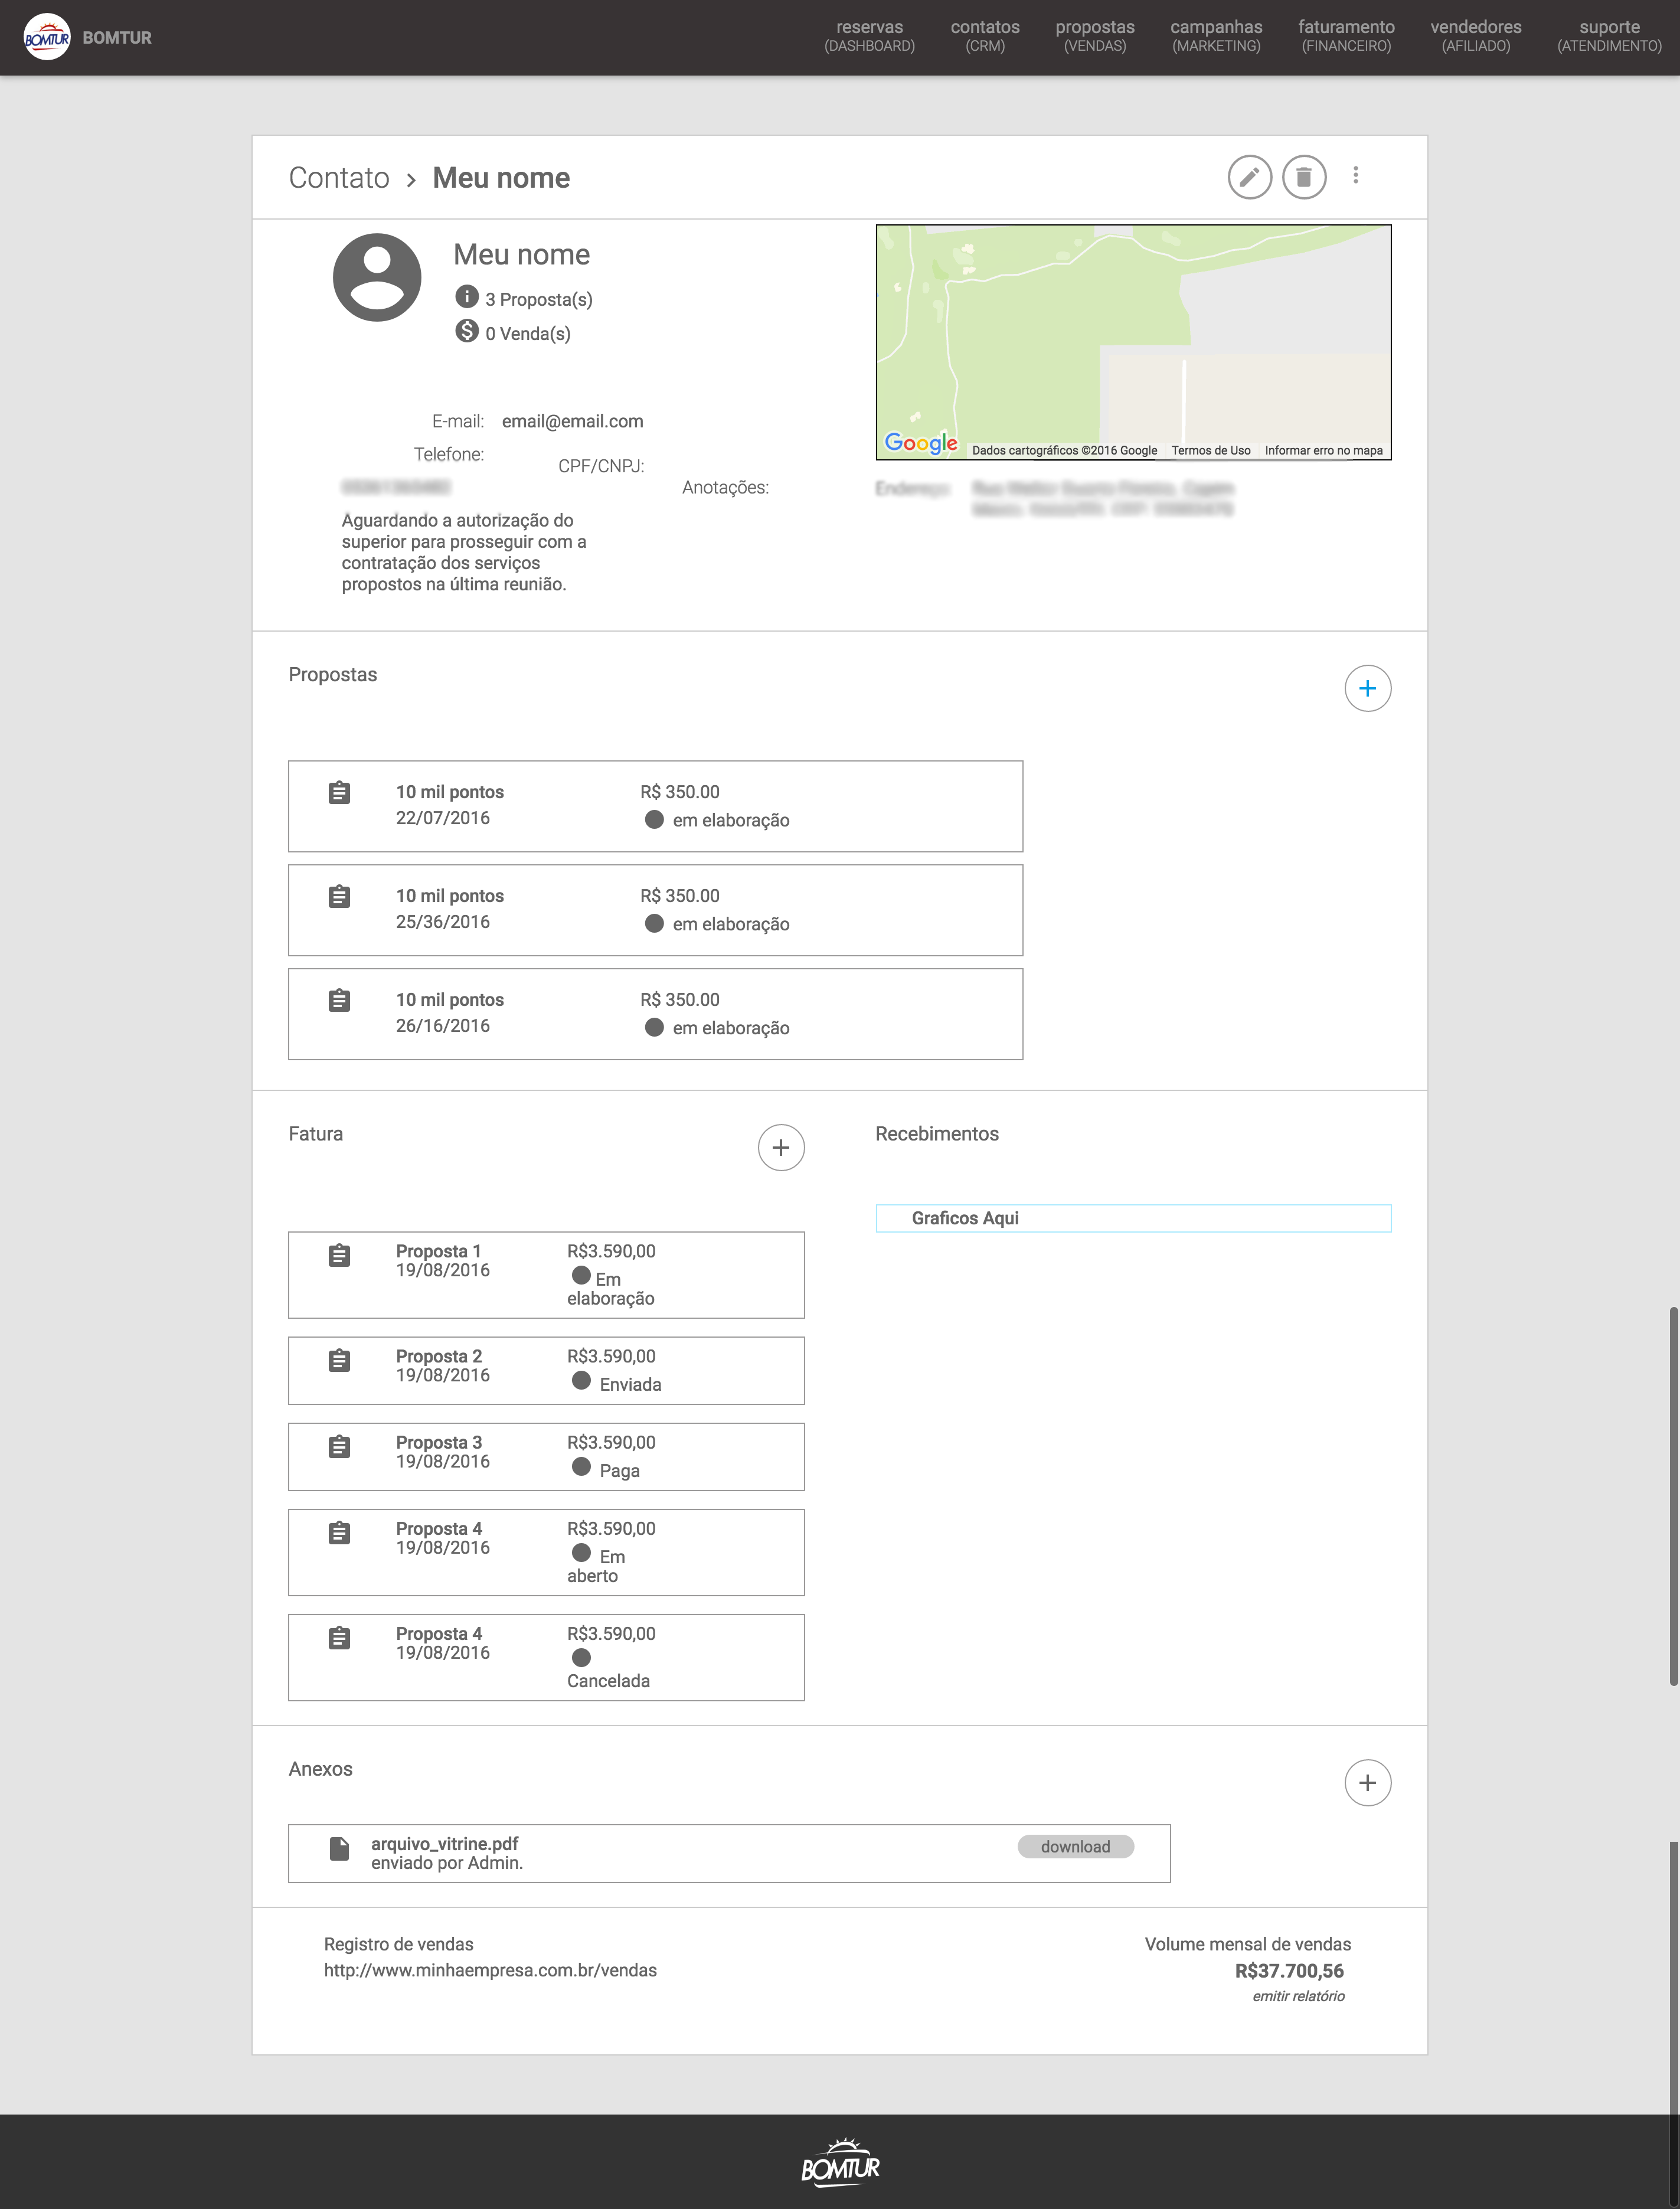 BOMTUR
BOMTUR
reservas
(DASHBOARD)
contatos
(CRM)
propostas
(VENDAS)
campanhas
(MARKETING)
faturamento
(FINANCEIRO)
vendedores
(AFILIADO)
suporte
(ATENDIMENTO)
Contato › Meu nome
Meu nome
3 Proposta(s)
0 Venda(s)
E-mail: email@email.com
Telefone:
CPF/CNPJ:
Anotações:
Aguardando a autorização do
superior para prosseguir com a
contratação dos serviços
propostos na última reunião.
Google
Dados cartográficos ©2016 Google
Termos de Uso
Informar erro no mapa
Endereço:
Propostas
10 mil pontos
22/07/2016
R$ 350.00
em elaboração
10 mil pontos
25/36/2016
R$ 350.00
em elaboração
10 mil pontos
26/16/2016
R$ 350.00
em elaboração
Fatura
Proposta 1
19/08/2016
R$3.590,00
Em
elaboração
Proposta 2
19/08/2016
R$3.590,00
Enviada
Proposta 3
19/08/2016
R$3.590,00
Paga
Proposta 4
19/08/2016
R$3.590,00
Em
aberto
Proposta 4
19/08/2016
R$3.590,00
Cancelada
Recebimentos
Graficos Aqui
Anexos
arquivo_vitrine.pdf
enviado por Admin.
download
Registro de vendas
http://www.minhaempresa.com.br/vendas
Volume mensal de vendas
R$37.700,56
emitir relatório
BOMTUR